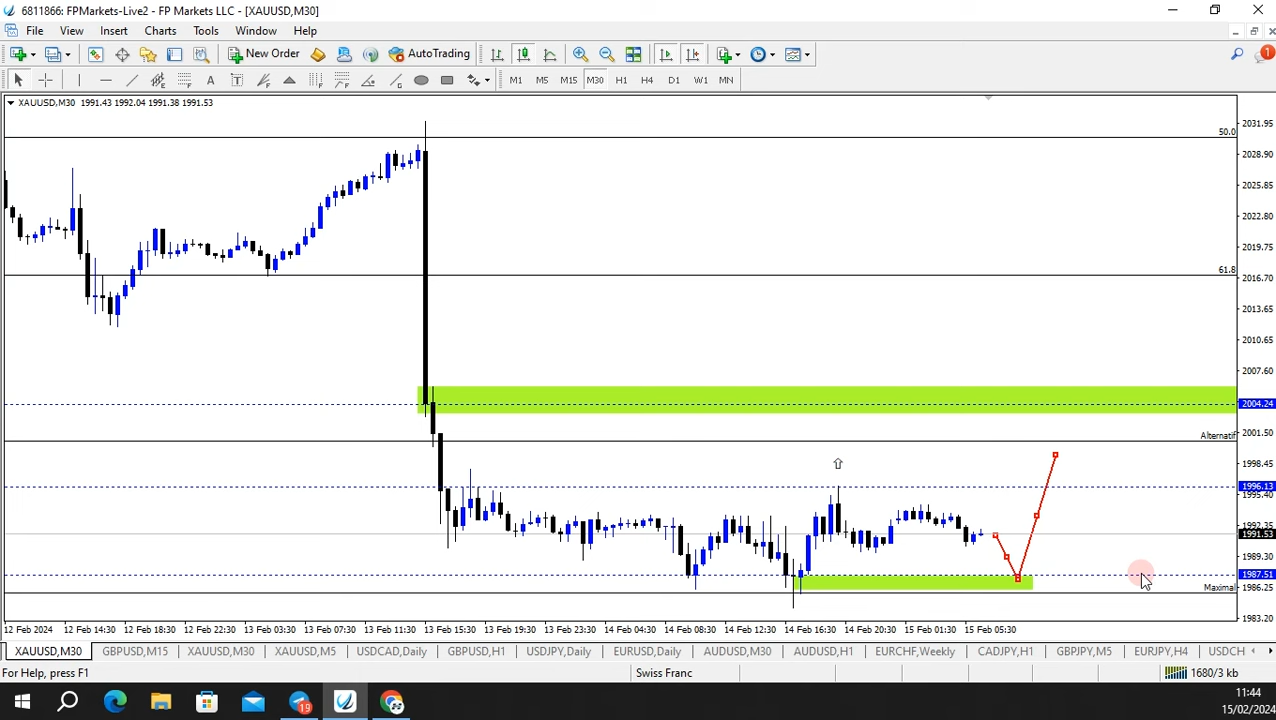 6811866: FPMarkets-Live2 - FP Markets LLC - [XAUUSD,M30]
File View Insert Charts Tools Window Help
New Order AutoTrading 1
A T M1 M5 M15 M30 H1 H4 D1 W1 MN
XAUUSD,M30 1991.43 1992.04 1991.38 1991.53
2031.95
50.0
2028.90
2025.85
2022.80
2019.75
61.8
2016.70
2013.70
2010.65
2007.60
2004.24
2001.50
Alternatif
1998.45
1996.13
1995.40
1992.35
1991.53
1989.30
1987.51
Maximal
1986.25
1983.20
12 Feb 2024 12 Feb 14:30 12 Feb 18:30 12 Feb 22:30 13 Feb 03:30 13 Feb 07:30 13 Feb 11:30 13 Feb 15:30 13 Feb 19:30 13 Feb 23:30 14 Feb 04:30 14 Feb 08:30 14 Feb 12:30 14 Feb 16:30 14 Feb 20:30 15 Feb 01:30 15 Feb 05:30
XAUUSD,M30 GBPUSD,M15 XAUUSD,M30 XAUUSD,M5 USDCAD,Daily GBPUSD,H1 USDJPY,Daily EURUSD,Daily AUDUSD,M30 AUDUSD,H1 EURCHF,Weekly CADJPY,H1 GBPJPY,M5 EURJPY,H4 USDCH
For Help, press F1 Swiss Franc 1680/3 kb
19
11:44
15/02/2024